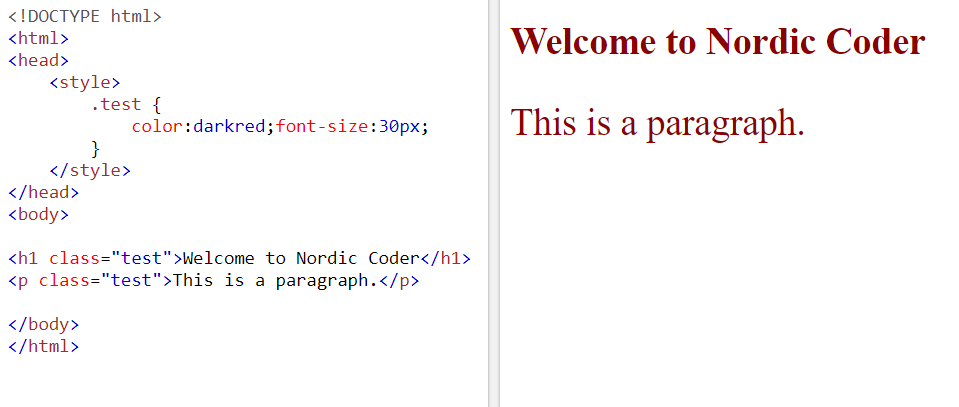 <!DOCTYPE html>
<html>
<head>
    <style>
        .test {
            color:darkred;font-size:30px;
        }
    </style>
</head>
<body>

<h1 class="test">Welcome to Nordic Coder</h1>
<p class="test">This is a paragraph.</p>

</body>
</html>
Welcome to Nordic Coder
This is a paragraph.